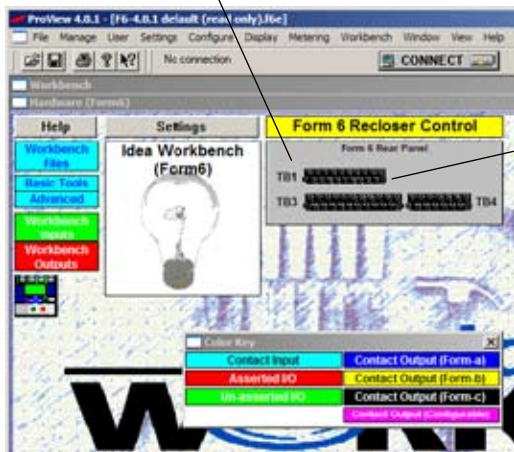 ProView 4.0.1 - [F6-4.0.1 default (read only).f6e]
File Manage User Settings Configure Display Metering Workbench Window View Help
No connection
CONNECT
Workbench
Hardware (Form6)
Help
Settings
Form 6 Recloser Control
Workbench Files
Basic Tools
Advanced
Workbench Inputs
Workbench Outputs
Idea Workbench
(Form6)
Form 6 Rear Panel
TB1
TB3
TB4
Color Key
Contact Input
Contact Output (Form-a)
Asserted I/O
Contact Output (Form-b)
Un-asserted I/O
Contact Output (Form-c)
Contact Output (Configurable)